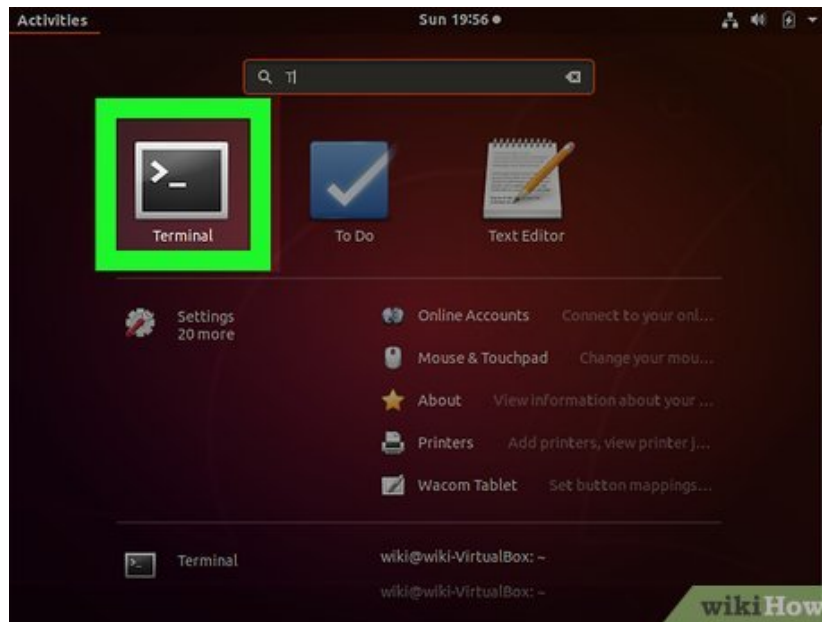 Activities
Sun 19:56
T
>_
Terminal
To Do
Text Editor
Settings
20 more
Online Accounts Connect to your onl...
Mouse & Touchpad Change your mou...
About View information about your ...
Printers Add printers, view printer j...
Wacom Tablet Set button mappings...
Terminal
wiki@wiki-VirtualBox: ~
wiki@wiki-VirtualBox: ~
wikiHow